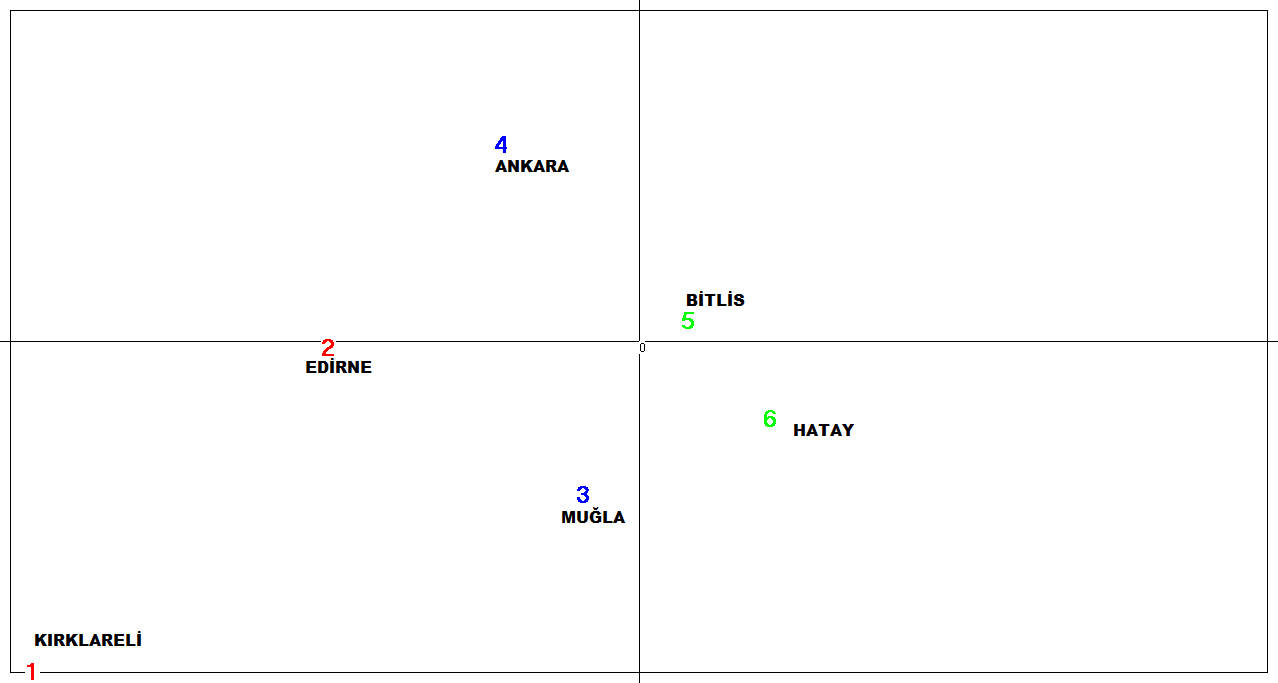 4
ANKARA
BİTLİS
5
2
0
EDİRNE
6
HATAY
3
MUĞLA
KIRKLARELİ
1